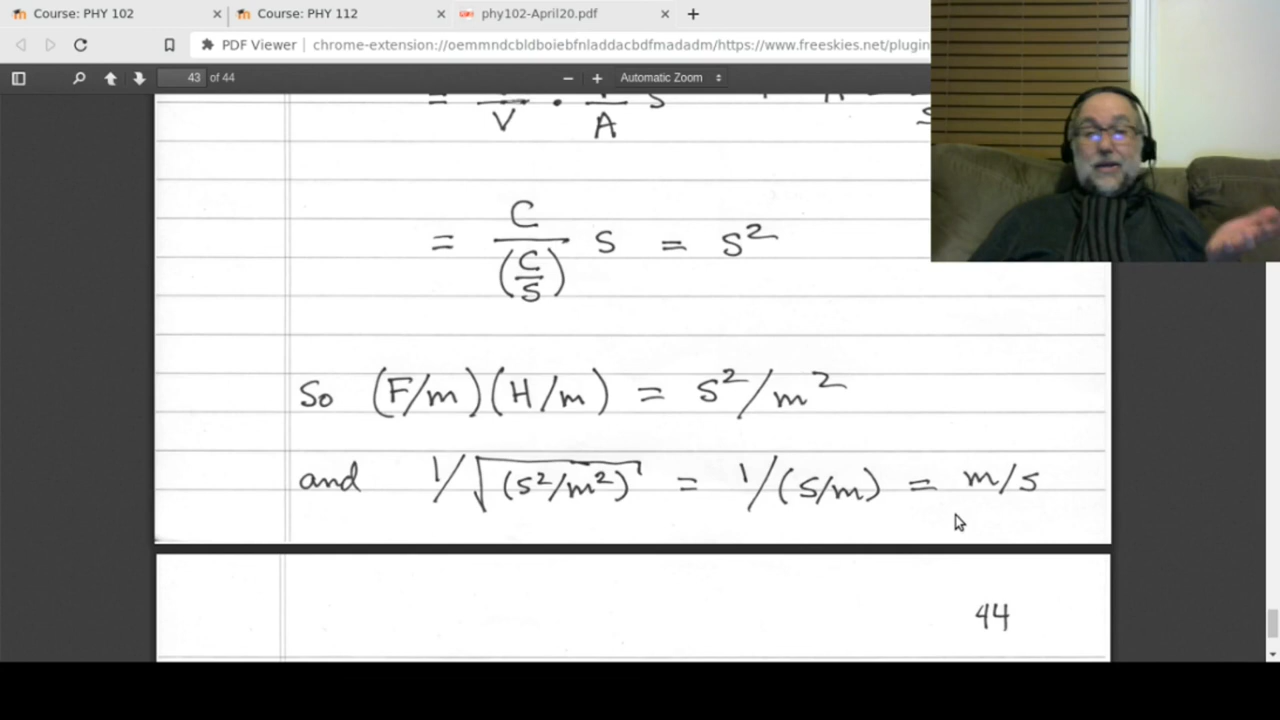 Course: PHY 102
Course: PHY 112
phy102-April20.pdf
PDF Viewer
chrome-extension://oemmndcbldboiebfnladdacbdfmadadm/https://www.freeskies.net/plugin
43 of 44
Automatic Zoom
V A
= C/(C/S) S = S²
So (F/m)(H/m) = S²/m²
and 1/√(S²/m²) = 1/(S/m) = m/s
44